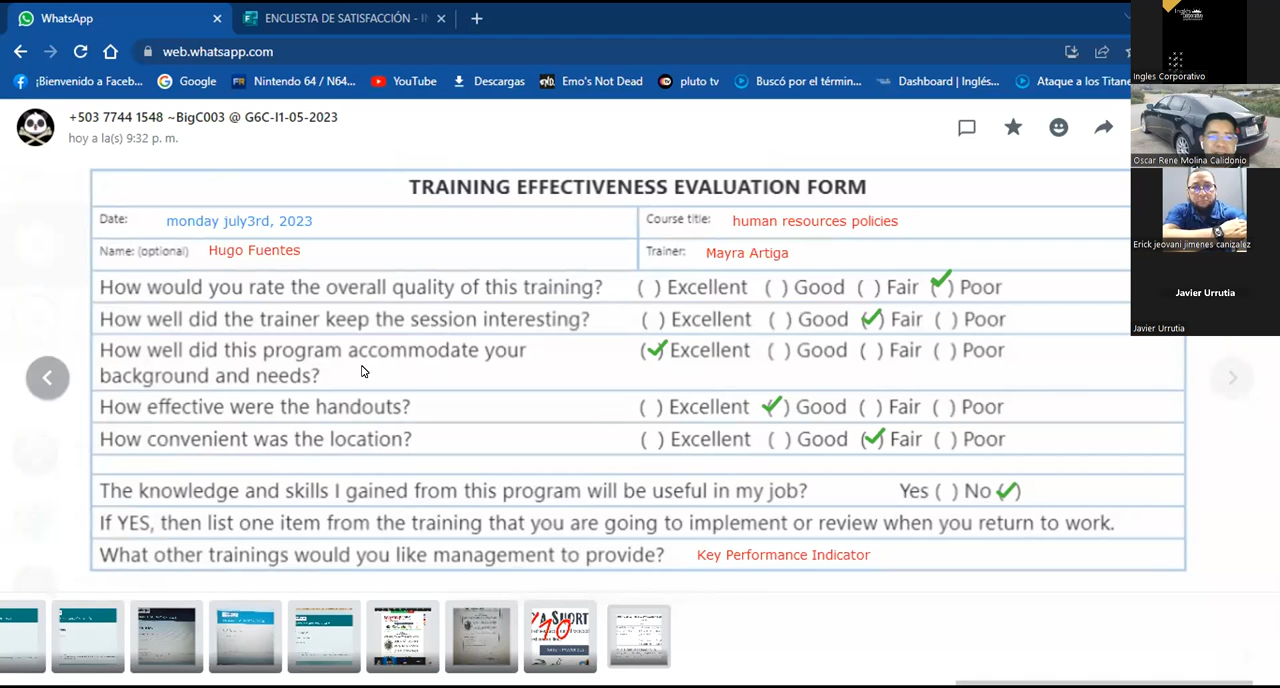 WhatsApp
ENCUESTA DE SATISFACCIÓN - I
web.whatsapp.com
¡Bienvenido a Faceb...
Google
Nintendo 64 / N64...
YouTube
Descargas
Emo's Not Dead
pluto tv
Buscó por el términ...
Dashboard | Inglés...
Ataque a los Titane
Inglés
Corporativo
Ingles Corporativo
Oscar Rene Molina Calidonio
Erick jeovani jimenes canizalez
Javier Urrutia
Javier Urrutia
+503 7744 1548 ~BigC003 @ G6C-I1-05-2023
hoy a la(s) 9:32 p. m.
TRAINING EFFECTIVENESS EVALUATION FORM
Date: monday july3rd, 2023 Course title: human resources policies
Name: (optional) Hugo Fuentes Trainer: Mayra Artiga
How would you rate the overall quality of this training? ( ) Excellent ( ) Good ( ) Fair (✓) Poor
How well did the trainer keep the session interesting? ( ) Excellent ( ) Good (✓) Fair ( ) Poor
How well did this program accommodate your (✓) Excellent ( ) Good ( ) Fair ( ) Poor
background and needs?
How effective were the handouts? ( ) Excellent (✓) Good ( ) Fair ( ) Poor
How convenient was the location? ( ) Excellent ( ) Good (✓) Fair ( ) Poor
The knowledge and skills I gained from this program will be useful in my job? Yes ( ) No (✓)
If YES, then list one item from the training that you are going to implement or review when you return to work.
What other trainings would you like management to provide? Key Performance Indicator
A SHORT
10